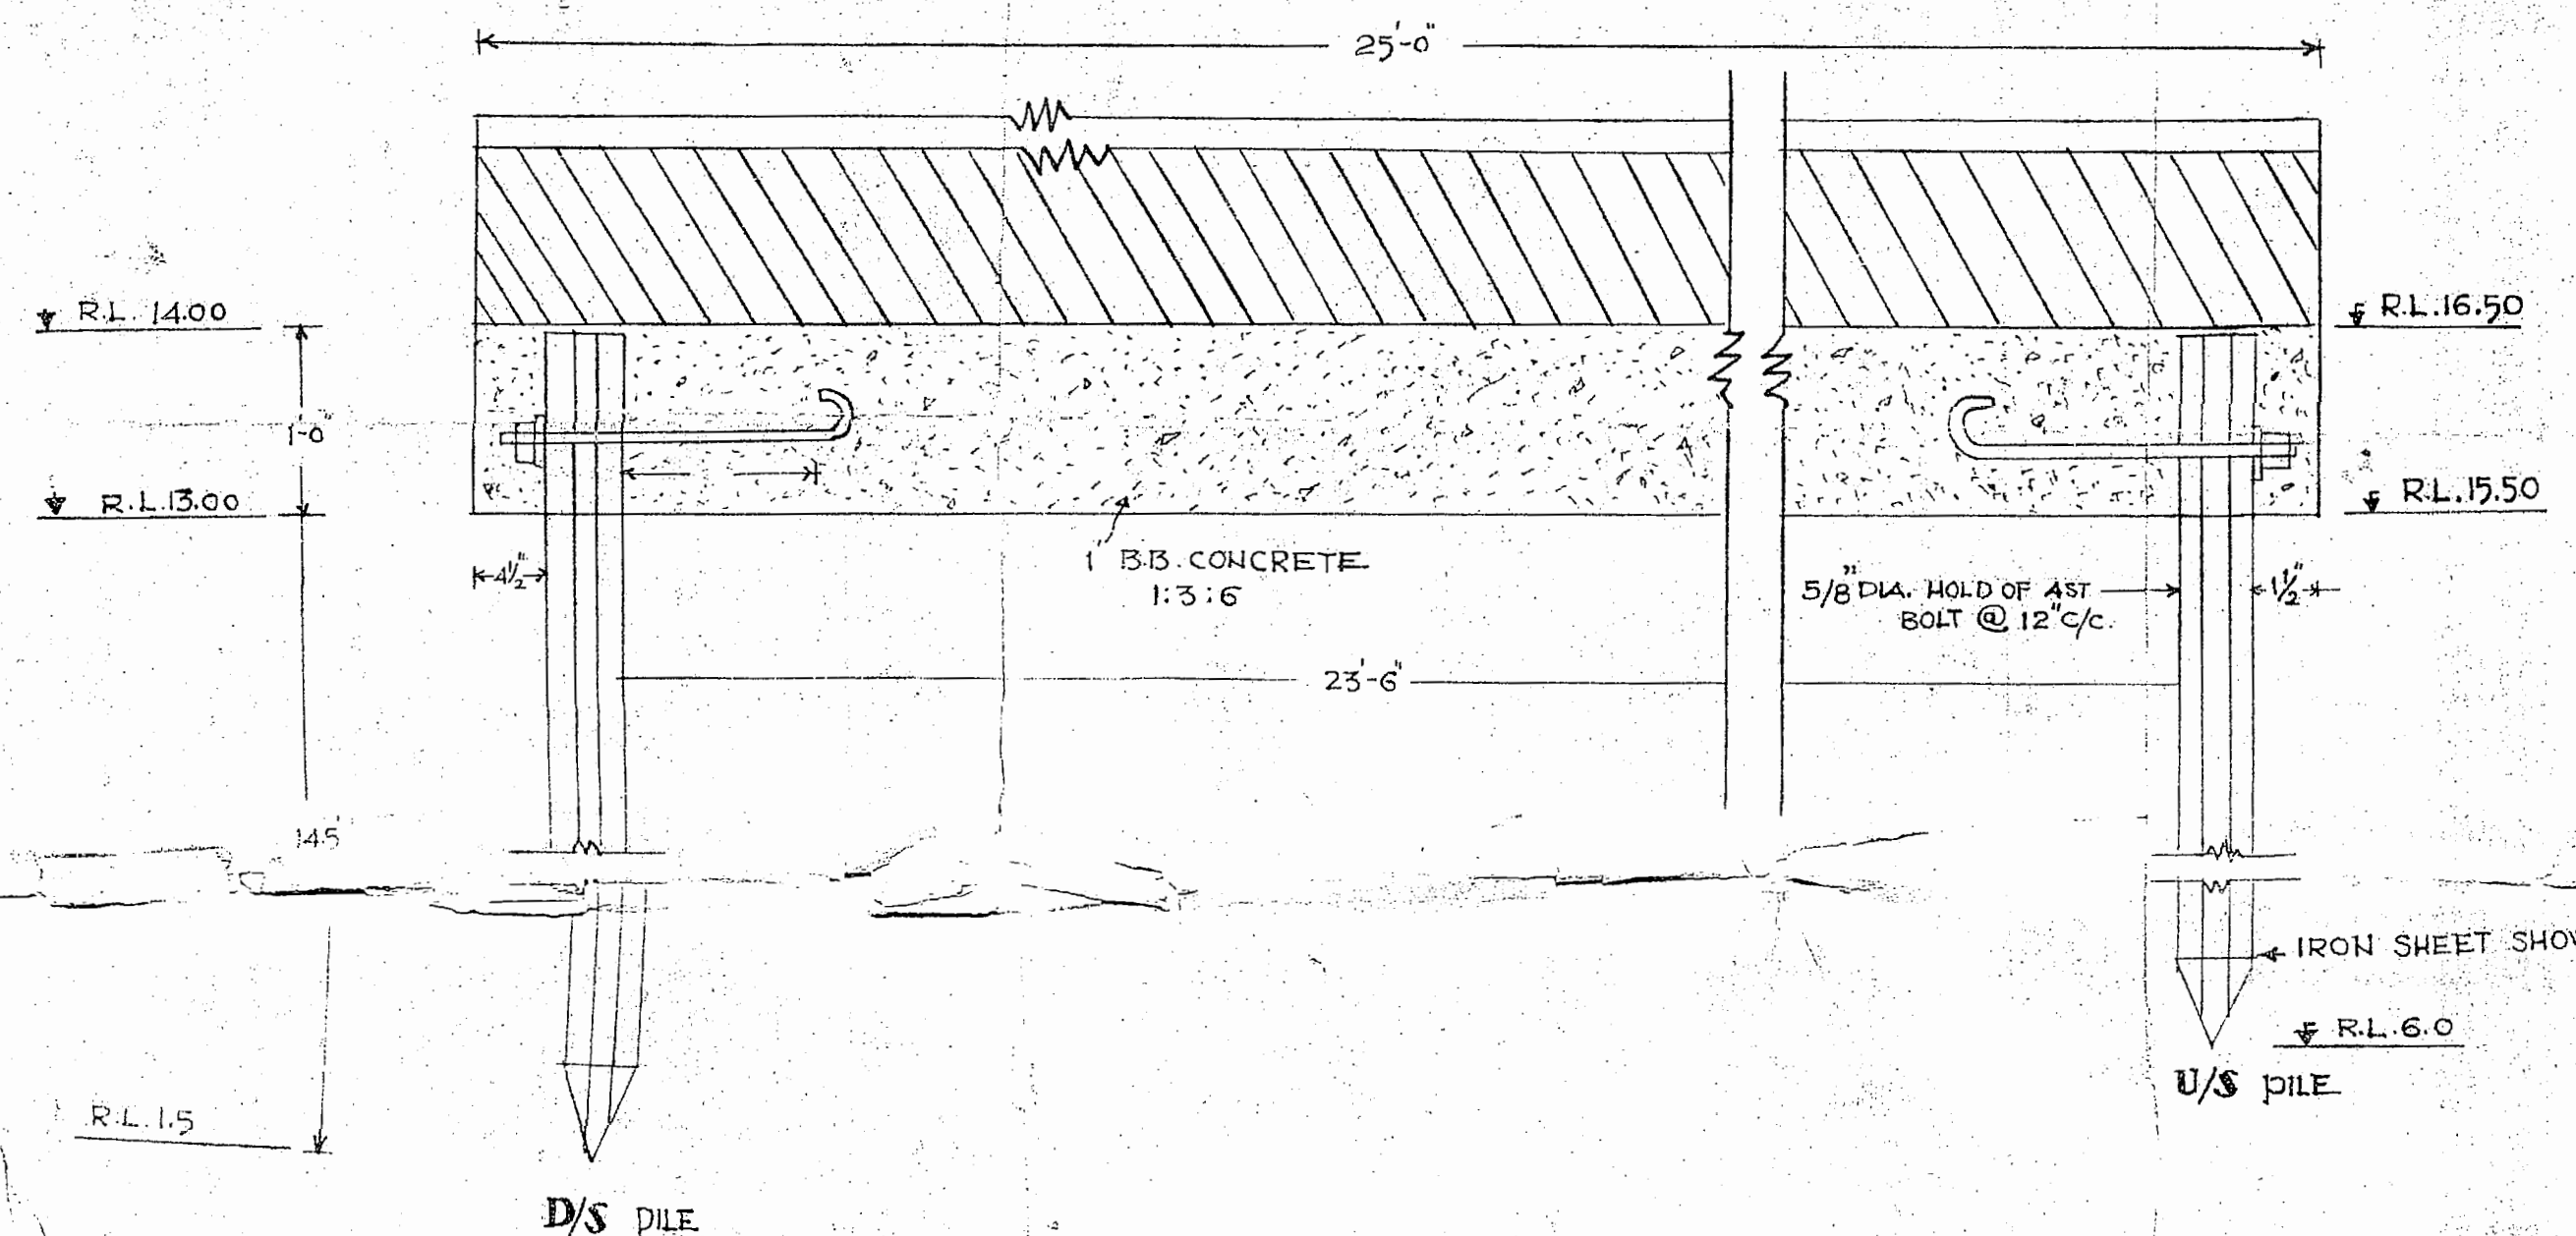 25'-0"
R.L. 14.00
R.L. 16.50
1'-0"
R.L. 13.00
R.L. 15.50
4½"
1' B.B. CONCRETE
1:3:6
5/8" DIA. HOLD OF AST
BOLT @ 12" C/C.
1½"
23'-6"
14.5'
IRON SHEET
R.L. 6.0
U/S PILE
R.L. 1.5
D/S PILE